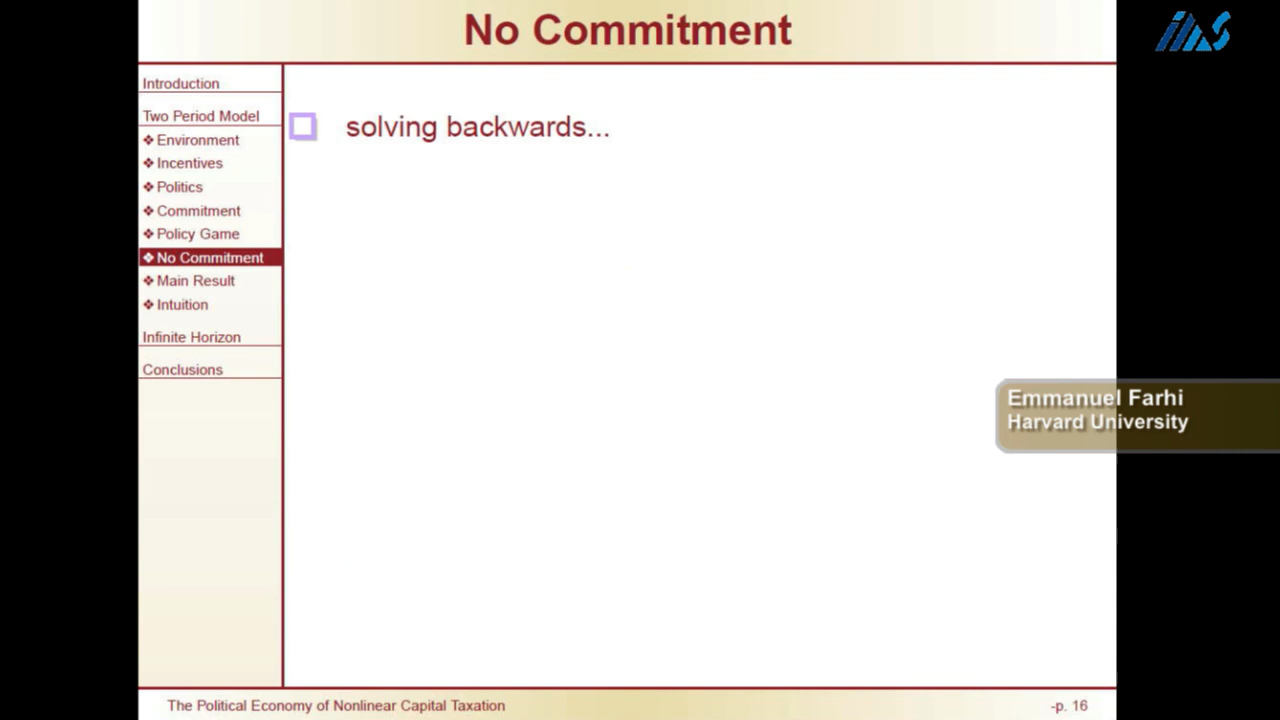 No Commitment
Introduction
Two Period Model
❖ Environment
❖ Incentives
❖ Politics
❖ Commitment
❖ Policy Game
❖ No Commitment
❖ Main Result
❖ Intuition
Infinite Horizon
Conclusions
solving backwards...
Emmanuel Farhi
Harvard University
The Political Economy of Nonlinear Capital Taxation
-p. 16